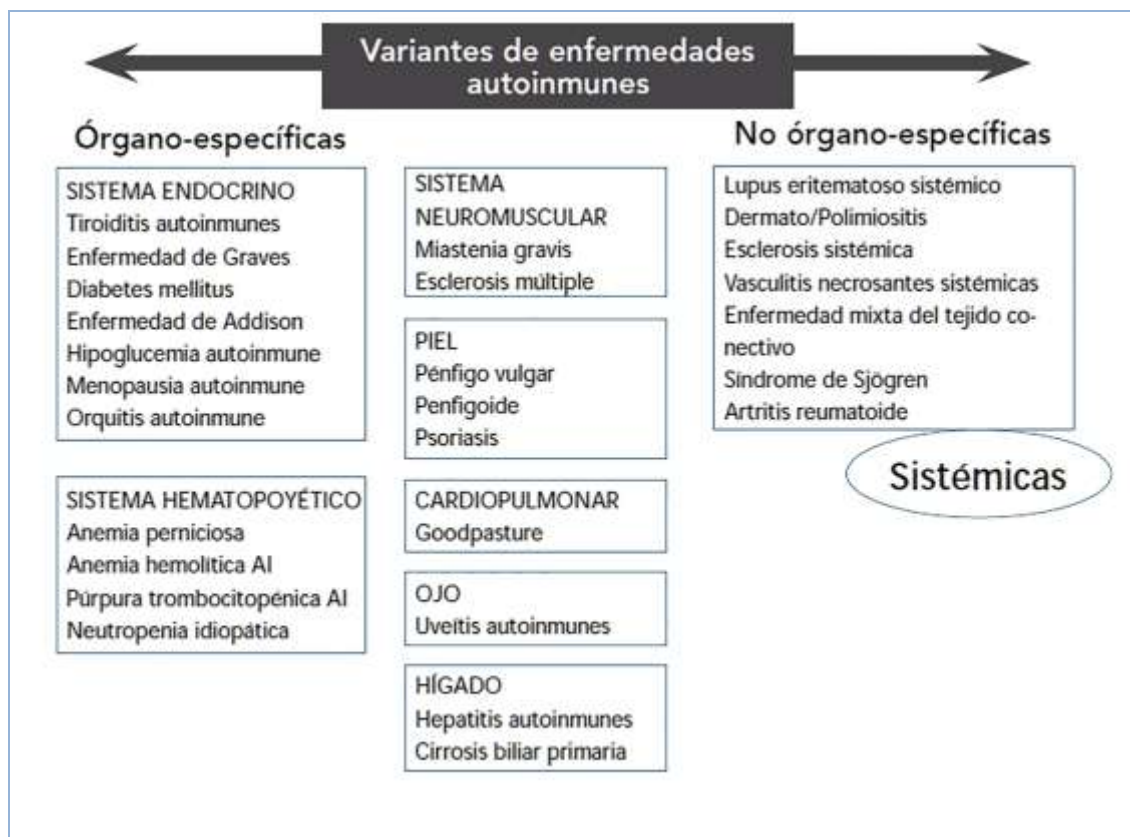 Variantes de enfermedades
autoinmunes
Órgano-específicas
SISTEMA ENDOCRINO
Tiroiditis autoinmunes
Enfermedad de Graves
Diabetes mellitus
Enfermedad de Addison
Hipoglucemia autoinmune
Menopausia autoinmune
Orquitis autoinmune
SISTEMA HEMATOPOYÉTICO
Anemia perniciosa
Anemia hemolítica AI
Púrpura trombocitopénica AI
Neutropenia idiopática
SISTEMA
NEUROMUSCULAR
Miastenia gravis
Esclerosis múltiple
PIEL
Pénfigo vulgar
Penfigoide
Psoriasis
CARDIOPULMONAR
Goodpasture
OJO
Uveítis autoinmunes
HÍGADO
Hepatitis autoinmunes
Cirrosis biliar primaria
No órgano-específicas
Lupus eritematoso sistémico
Dermato/Polimiositis
Esclerosis sistémica
Vasculitis necrosantes sistémicas
Enfermedad mixta del tejido co-
nectivo
Síndrome de Sjögren
Artritis reumatoide
Sistémicas